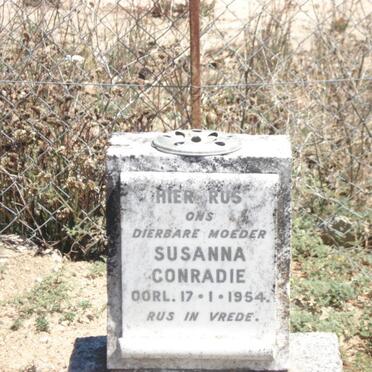 HIER RUS
ONS
DIERBARE MOEDER
SUSANNA
CONRADIE
OORL. 17·1·1954.
RUS IN VREDE.